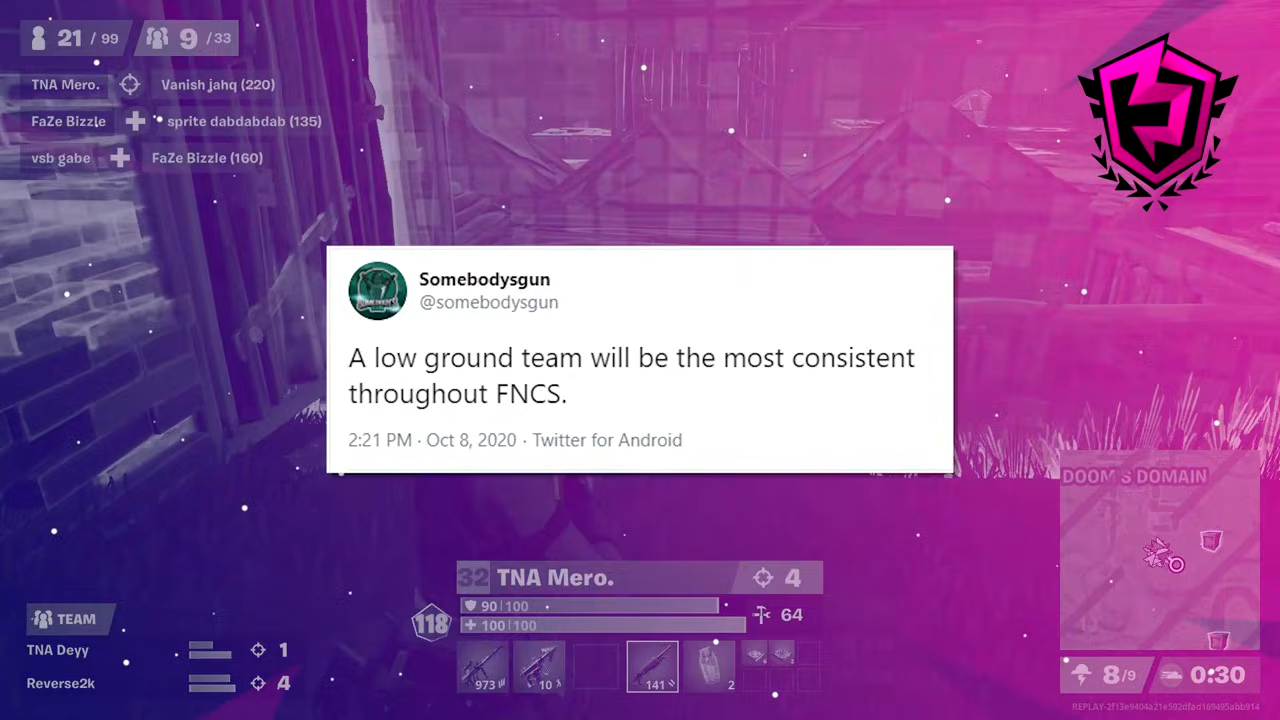 21 / 99
9 / 33
TNA Mero. Vanish jahq (220)
FaZe Bizzle sprite dabdabdab (135)
vsb gabe FaZe Bizzle (160)
Somebodysgun
@somebodysgun
A low ground team will be the most consistent
throughout FNCS.
2:21 PM · Oct 8, 2020 · Twitter for Android
DOOM'S DOMAIN
32 TNA Mero. 4
90 | 100
118
100 | 100
64
TEAM
TNA Deyy 1
Reverse2k 4
973 10 141 2
8/9 0:30
REPLAY-2f13e9404a21e592dfad169495abb914